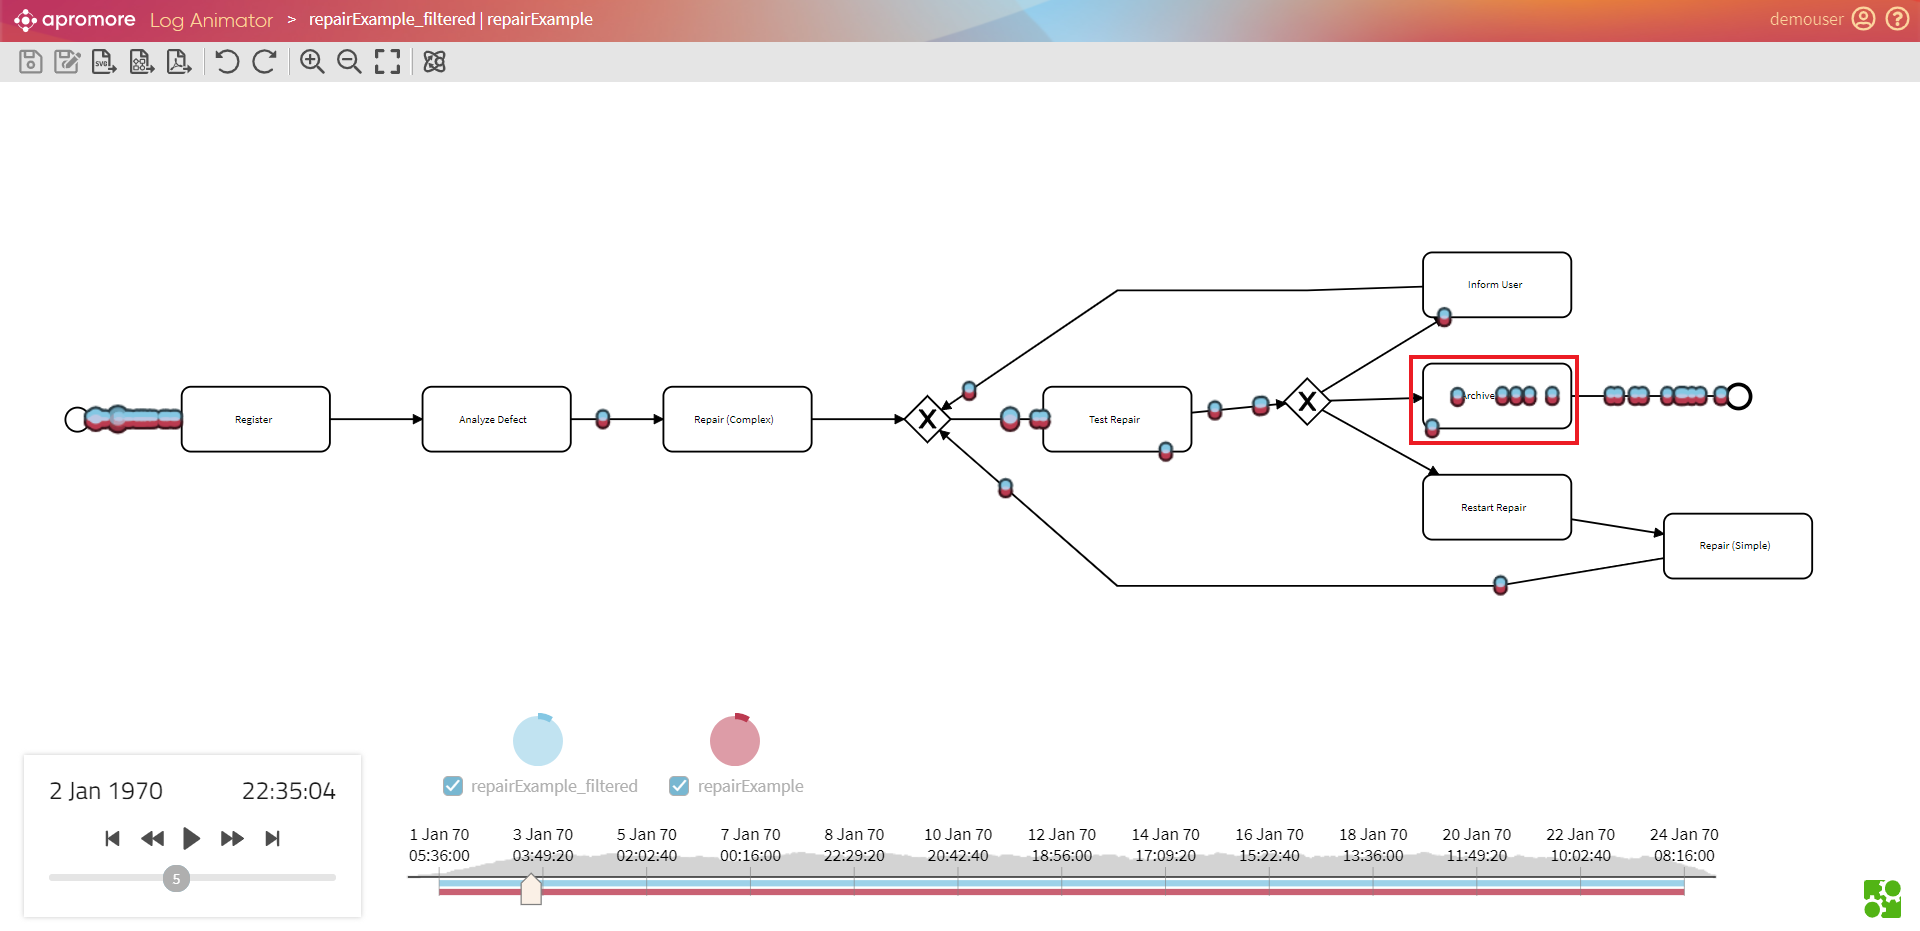 apromore Log Animator > repairExample_filtered | repairExample
demouser
SVG
Inform User
Archive
Register
Analyze Defect
Repair (Complex)
X
Test Repair
X
Restart Repair
Repair (Simple)
2 Jan 1970 22:35:04
5
repairExample_filtered repairExample
1 Jan 70 3 Jan 70 5 Jan 70 7 Jan 70 8 Jan 70 10 Jan 70 12 Jan 70 14 Jan 70 16 Jan 70 18 Jan 70 20 Jan 70 22 Jan 70 24 Jan 70
05:36:00 03:49:20 02:02:40 00:16:00 22:29:20 20:42:40 18:56:00 17:09:20 15:22:40 13:36:00 11:49:20 10:02:40 08:16:00